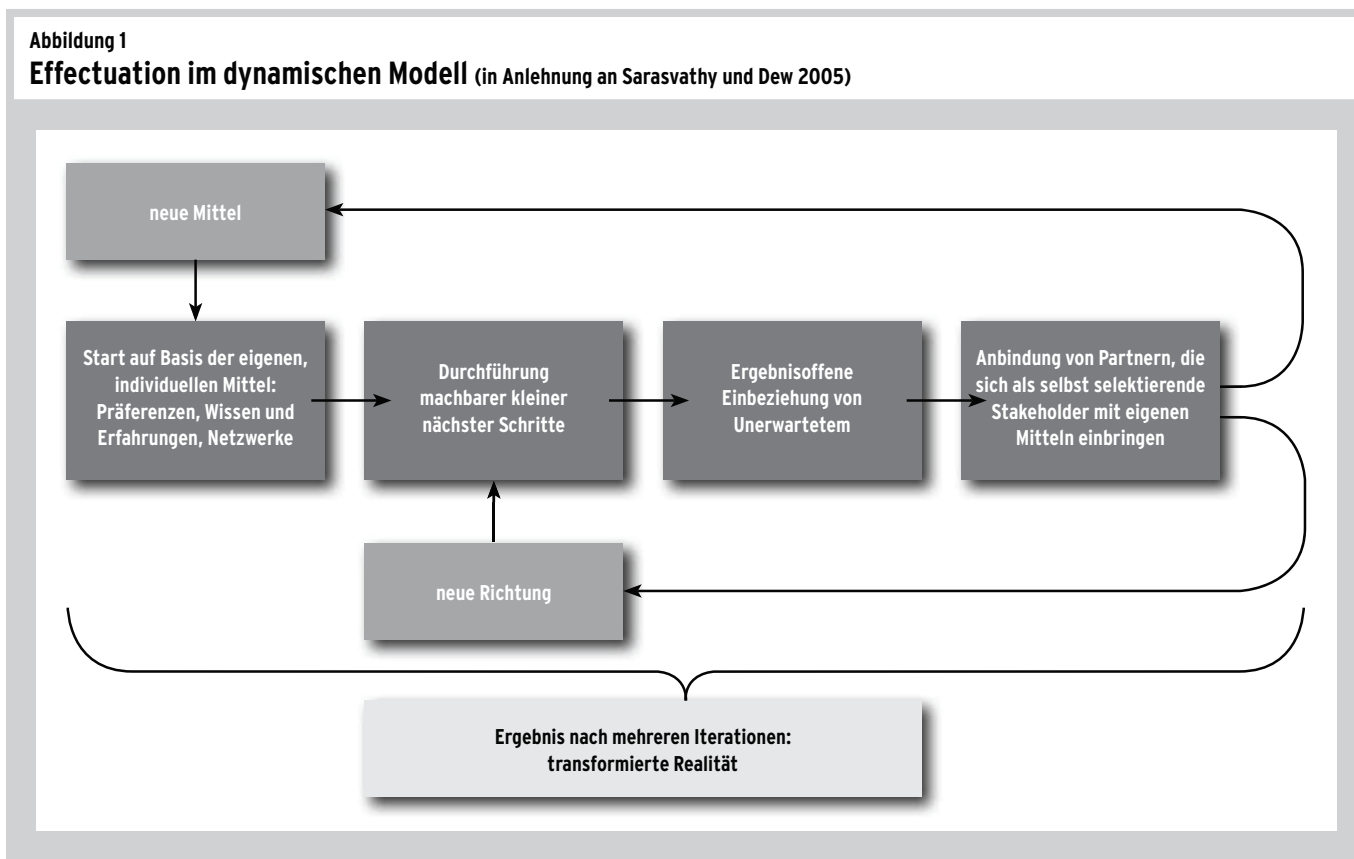 Abbildung 1
Effectuation im dynamischen Modell (in Anlehnung an Sarasvathy und Dew 2005)
neue Mittel
Start auf Basis der eigenen,
individuellen Mittel:
Präferenzen, Wissen und
Erfahrungen, Netzwerke
Durchführung
machbarer kleiner
nächster Schritte
Ergebnisoffene
Einbeziehung von
Unerwartetem
Anbindung von Partnern, die
sich als selbst selektierende
Stakeholder mit eigenen
Mitteln einbringen
neue Richtung
Ergebnis nach mehreren Iterationen:
transformierte Realität